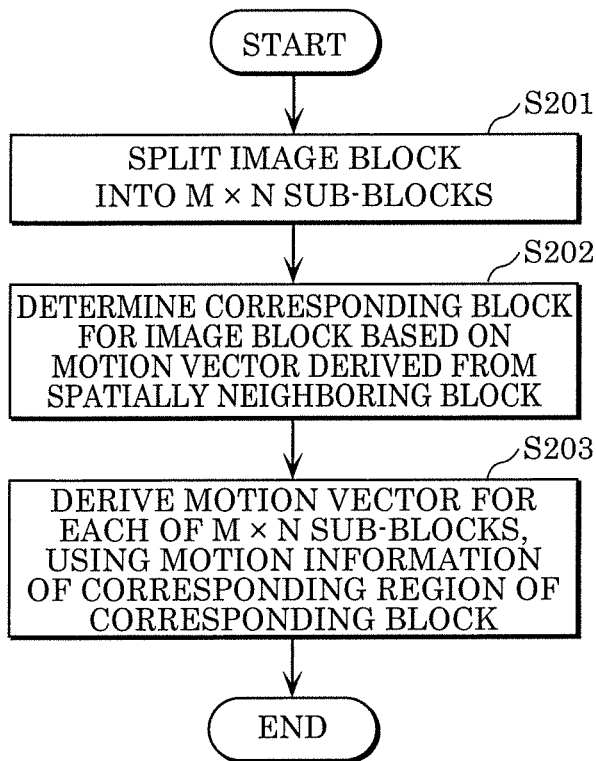 START
S201
SPLIT IMAGE BLOCK
INTO M × N SUB-BLOCKS
S202
DETERMINE CORRESPONDING BLOCK
FOR IMAGE BLOCK BASED ON
MOTION VECTOR DERIVED FROM
SPATIALLY NEIGHBORING BLOCK
S203
DERIVE MOTION VECTOR FOR
EACH OF M × N SUB-BLOCKS,
USING MOTION INFORMATION
OF CORRESPONDING REGION OF
CORRESPONDING BLOCK
END